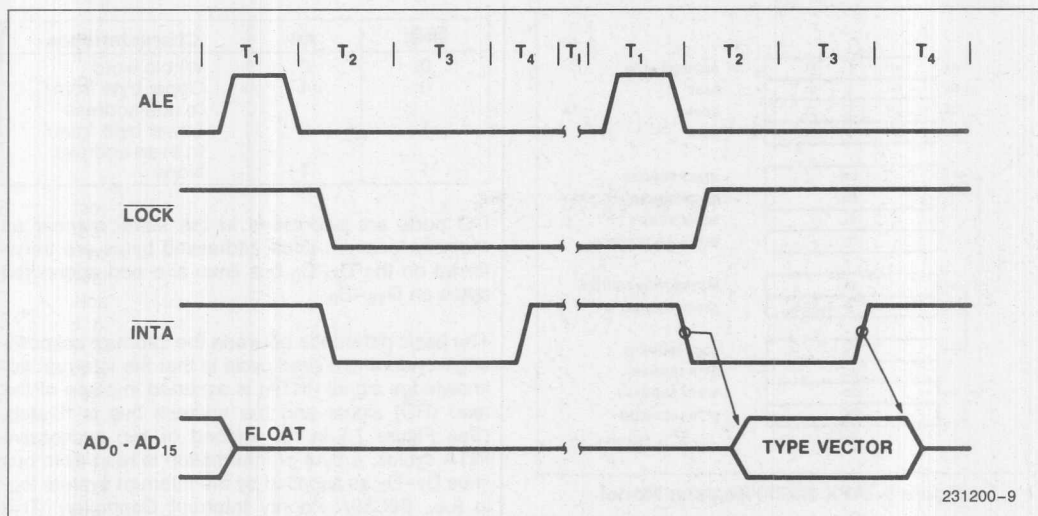 T1 T2 T3 T4 TI T1 T2 T3 T4
ALE
LOCK
INTA
AD0 - AD15
FLOAT
TYPE VECTOR
231200–9